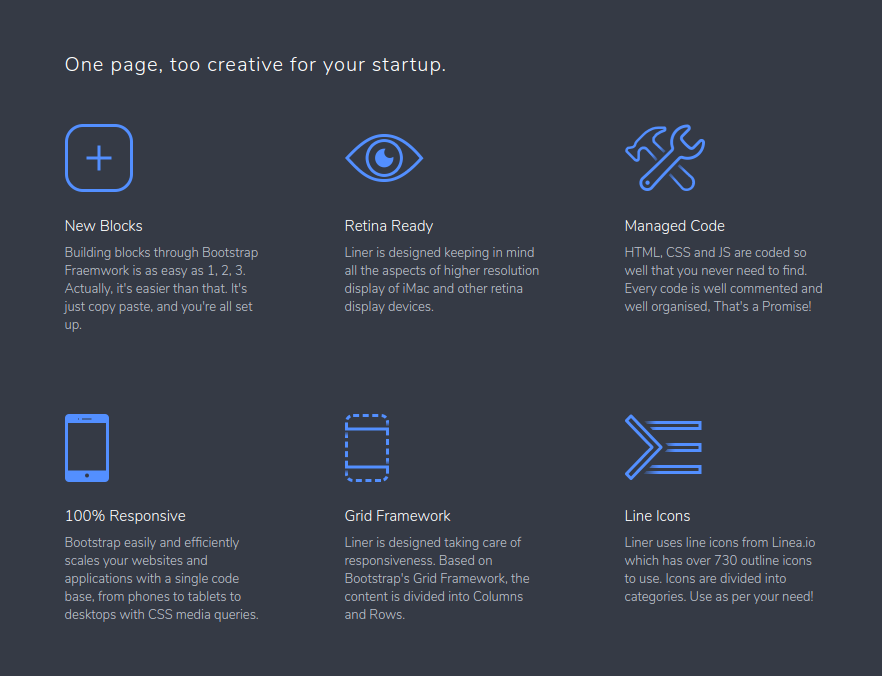 One page, too creative for your startup.
New Blocks
Building blocks through Bootstrap
Fraemwork is as easy as 1, 2, 3.
Actually, it's easier than that. It's
just copy paste, and you're all set
up.
Retina Ready
Liner is designed keeping in mind
all the aspects of higher resolution
display of iMac and other retina
display devices.
Managed Code
HTML, CSS and JS are coded so
well that you never need to find.
Every code is well commented and
well organised, That's a Promise!
100% Responsive
Bootstrap easily and efficiently
scales your websites and
applications with a single code
base, from phones to tablets to
desktops with CSS media queries.
Grid Framework
Liner is designed taking care of
responsiveness. Based on
Bootstrap's Grid Framework, the
content is divided into Columns
and Rows.
Line Icons
Liner uses line icons from Linea.io
which has over 730 outline icons
to use. Icons are divided into
categories. Use as per your need!